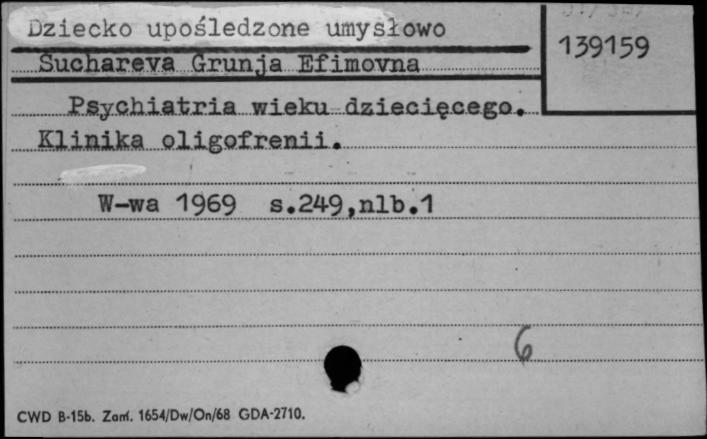 Dziecko upośledzone umysłowo
139159
Suchareva Grunja Efimovna
Psychiatria wieku dziecięcego.
Klinika oligofrenii.
W-wa 1969 s.249,nlb.1
6
CWD B-15b. Zam. 1654/Dw/On/68 GDA-2710.